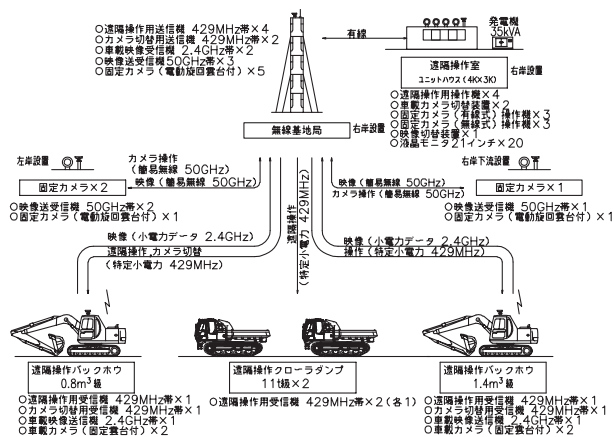 ○遠隔操作用送信機 429MHz帯×4
○カメラ切替用送信機 429MHz帯×2
○車載映像受信機 2.4GHz帯×2
○映像送受信機50GHz帯×3
○固定カメラ(電動旋回雲台付)×5
有線
発電機
35kVA
遠隔操作室
ユニットハウス(4K×3K)
右岸設置
○遠隔操作用操作機×4
○車載カメラ切替装置×2
○固定カメラ(有線式)操作機×3
○固定カメラ(無線式)操作機×3
○映像切替装置×1
○液晶モニタ21インチ×20
無線基地局
右岸設置
左岸設置
固定カメラ×2
○映像送受信機 50GHz帯×2
○固定カメラ(電動旋回雲台付)×1
カメラ操作
(簡易無線 50GHz)
映像(簡易無線 50GHz)
映像(簡易無線 50GHz)
カメラ操作(簡易無線 50GHz)
右岸下流設置
固定カメラ×1
○映像送受信機 50GHz帯×1
○固定カメラ(電動旋回雲台付)×1
映像(小電力データ 2.4GHz)
遠隔操作,カメラ切替
(特定小電力 429MHz)
遠隔操作
(特定小電力 429MHz)
映像(小電力データ 2.4GHz)
操作(特定小電力 429MHz)
遠隔操作バックホウ
0.8m³級
○遠隔操作用受信機 429MHz帯×1
○カメラ切替用受信機 429MHz帯×1
○車載映像送信機 2.4GHz帯×1
○車載カメラ(固定雲台付)×2
遠隔操作クローラダンプ
11t級×2
○遠隔操作用受信機 429MHz帯×2(各1)
遠隔操作バックホウ
1.4m³級
○遠隔操作用受信機 429MHz帯×1
○カメラ切替用受信機 429MHz帯×1
○車載映像送信機 2.4GHz帯×1
○車載カメラ(固定雲台付)×2